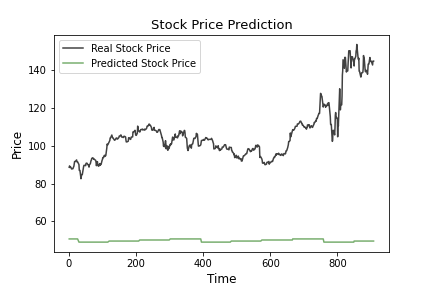 Stock Price Prediction
Real Stock Price
Predicted Stock Price
Price
140
120
100
80
60
0 200 400 600 800
Time